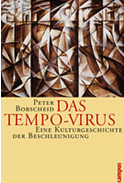 PETER
BORSCHEID
DAS
TEMPO-VIRUS
EINE KULTURGESCHICHTE
DER BESCHLEUNIGUNG
campus